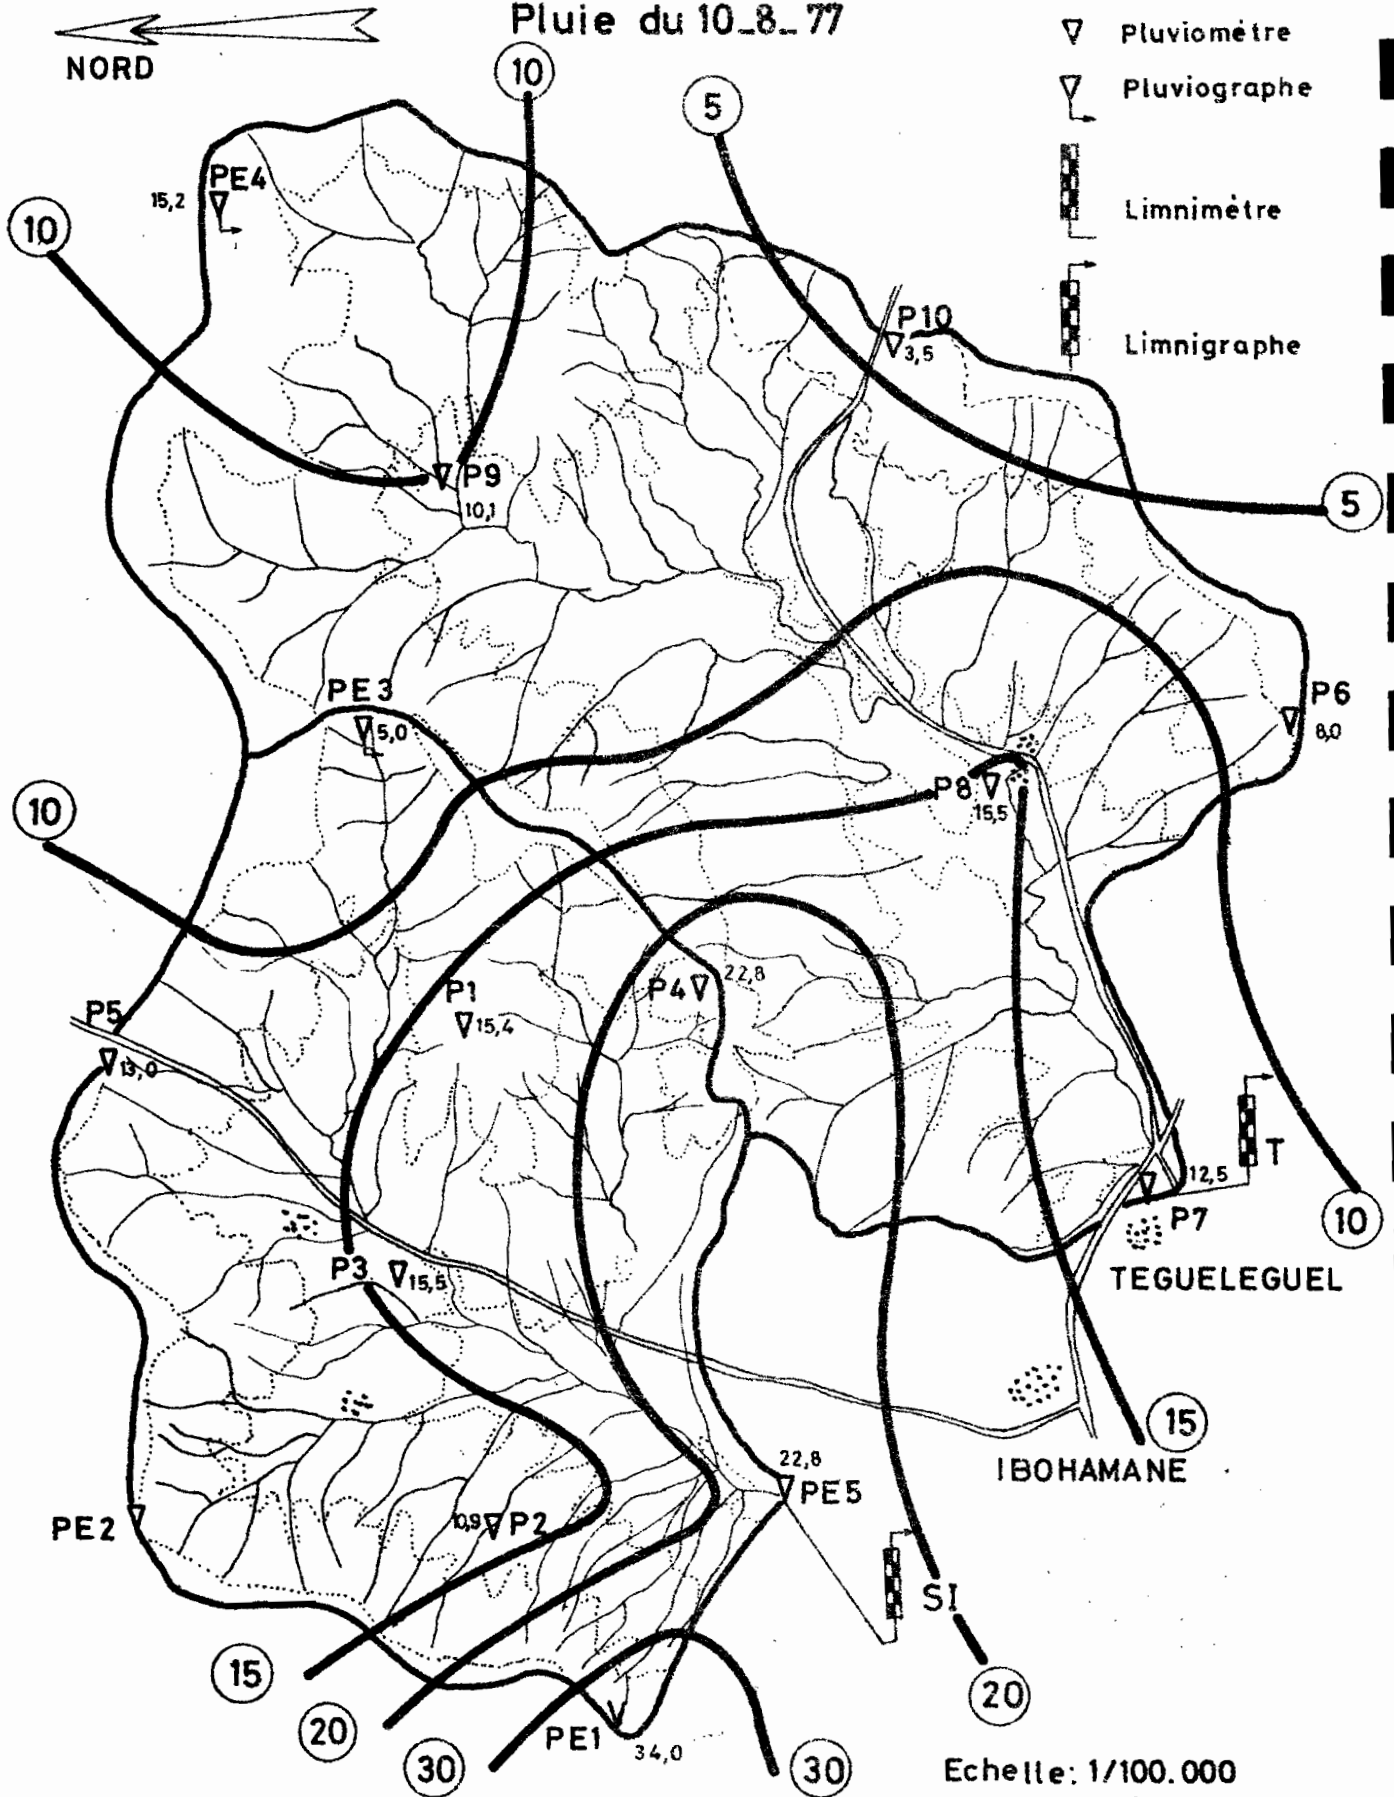 Pluie du 10_8_77
NORD
Pluviomètre
Pluviographe
Limnimètre
Limnigraphe
10
5
10
PE4
15,2
P10
3,5
P9
10,1
5
PE3
5,0
P6
8,0
10
P8
15,5
P4
22,8
P1
15,4
P5
13,0
T
12,5
P7
10
TEGUELEGUEL
P3
15,5
15
IBOHAMANE
22,8
PE5
PE2
10,9
P2
SI
15
20
20
PE1
34,0
30
30
Echelle: 1/100.000